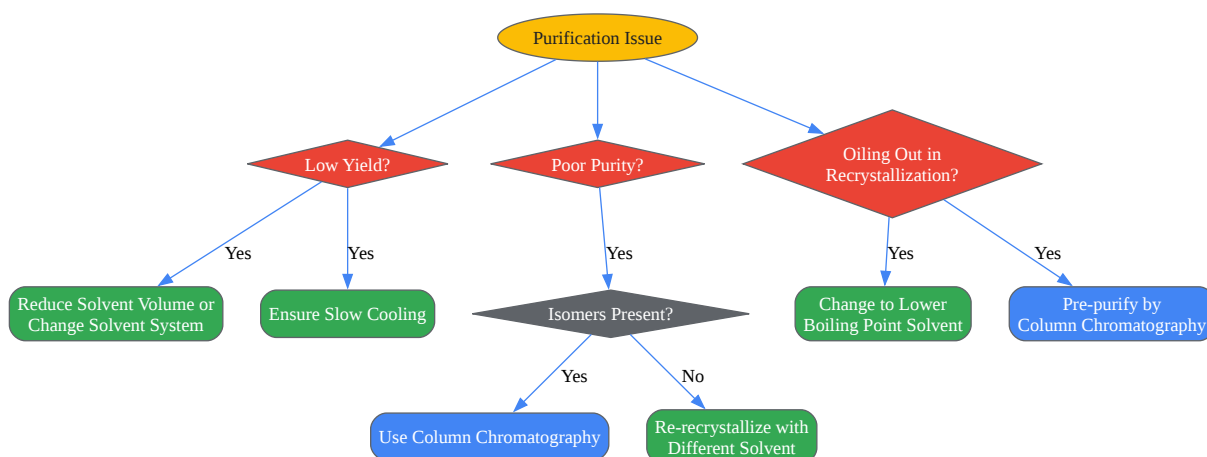 Purification Issue
Low Yield?
Poor Purity?
Oiling Out in
Recrystallization?
Yes
Yes
Yes
Yes
Yes
Reduce Solvent Volume or
Change Solvent System
Ensure Slow Cooling
Isomers Present?
Change to Lower
Boiling Point Solvent
Pre-purify by
Column Chromatography
Yes
No
Use Column Chromatography
Re-recrystallize with
Different Solvent